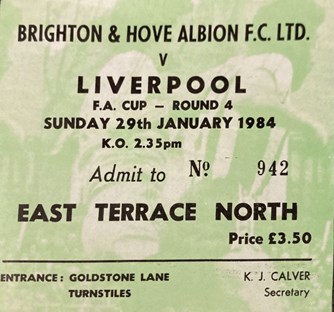 BRIGHTON & HOVE ALBION F.C. LTD.
V
LIVERPOOL
F.A. CUP — ROUND 4
SUNDAY 29th JANUARY 1984
K.O. 2.35pm
Admit to Nº 942
EAST TERRACE NORTH
Price £3.50
ENTRANCE: GOLDSTONE LANE
TURNSTILES
K. J. CALVER
Secretary